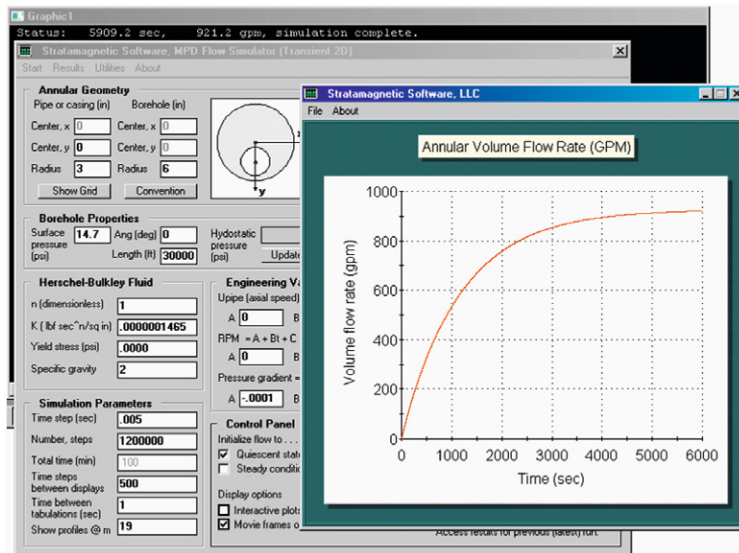 Graphic1
Status: 5909.2 sec, 921.2 gpm, simulation complete.
Stratamagnetic Software, MPD Flow Simulator [Transient 2D]
Start Results Utilities About
Annular Geometry
Pipe or casing (in) Borehole (in)
Center, x 0 Center, x 0
Center, y 0 Center, y 0
Radius 3 Radius 6
Show Grid Convention
y
Borehole Properties
Surface pressure (psi) 14.7 Ang (deg) 0 Hydostatic pressure (psi)
Length (ft) 30000
Herschel-Bulkley Fluid
n (dimensionless) 1
K ( lbf sec^n/sq in) .0000001465
Yield stress (psi) .0000
Specific gravity 2
Engineering
Upipe (axial speed)
A 0 B
RPM = A + Bt + C
A 0 B
Pressure gradient =
A -.0001 B
Simulation Parameters
Time step (sec) .005
Number, steps 1200000
Total time (min) 100
Time steps between displays 500
Time between tabulations (sec) 1
Show profiles @ m 19
Control Panel
Initialize flow to . . .
Quiescent
Steady
Display options
Interactive plots
Movie frames
Access results for previous (latest) run.
Stratamagnetic Software, LLC
File About
Annular Volume Flow Rate (GPM)
Volume flow rate (gpm)
1000
800
600
400
200
0
0 1000 2000 3000 4000 5000 6000
Time (sec)